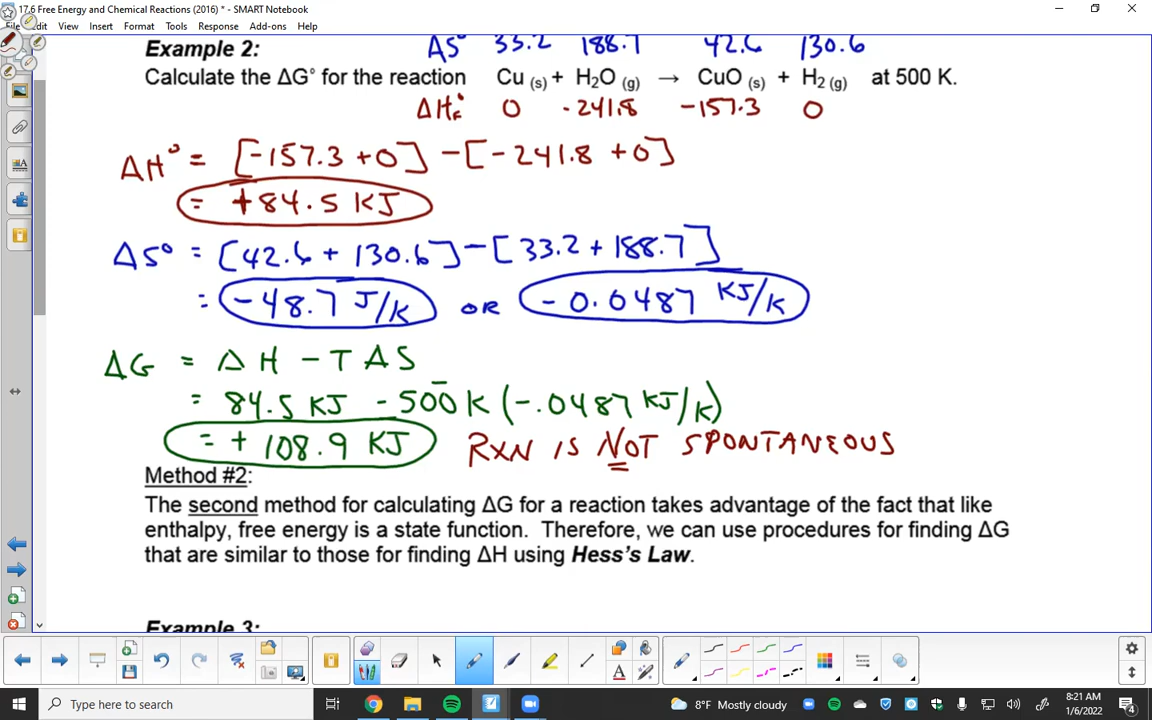 17.6 Free Energy and Chemical Reactions (2016) * - SMART Notebook
File Edit View Insert Format Tools Response Add-ons Help
Example 2: ΔS° 33.2 188.7 42.6 130.6
Calculate the ΔG° for the reaction Cu (s) + H2O (g) → CuO (s) + H2 (g) at 500 K.
ΔHf° 0 -241.8 -157.3 0
ΔH° = [-157.3 + 0] - [-241.8 + 0]
= +84.5 KJ
ΔS° = [42.6 + 130.6] - [33.2 + 188.7]
= -48.7 J/K OR -0.0487 KJ/K
ΔG = ΔH - TΔS
= 84.5 KJ - 500 K (-.0487 KJ/K)
= + 108.9 KJ RXN IS NOT SPONTANEOUS
Method #2:
The second method for calculating ΔG for a reaction takes advantage of the fact that like
enthalpy, free energy is a state function. Therefore, we can use procedures for finding ΔG
that are similar to those for finding ΔH using Hess's Law.
Example 3:
Type here to search
8°F Mostly cloudy
8:21 AM
1/6/2022
4